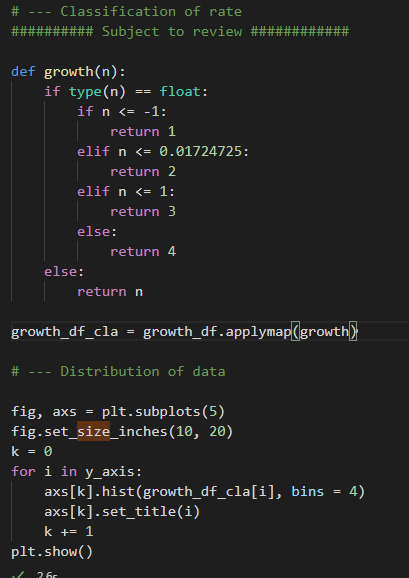 # --- Classification of rate
########## Subject to review ############
def growth(n):
    if type(n) == float:
        if n <= -1:
            return 1
        elif n <= 0.01724725:
            return 2
        elif n <= 1:
            return 3
        else:
            return 4
    else:
        return n
growth_df_cla = growth_df.applymap(growth)
# --- Distribution of data
fig, axs = plt.subplots(5)
fig.set_size_inches(10, 20)
k = 0
for i in y_axis:
    axs[k].hist(growth_df_cla[i], bins = 4)
    axs[k].set_title(i)
    k += 1
plt.show()
✓ 2.6s